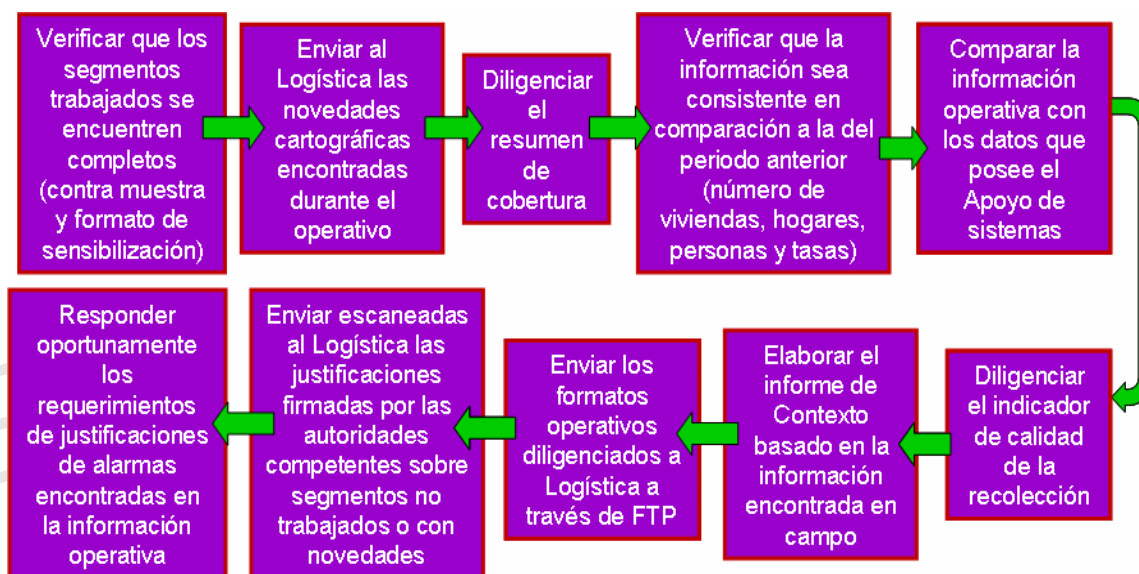 Verificar que los
segmentos
trabajados se
encuentren
completos
(contra muestra
y formato de
sensibilización)
Enviar al
Logística las
novedades
cartográficas
encontradas
durante el
operativo
Diligenciar
el
resumen
de
cobertura
Verificar que la
información sea
consistente en
comparación a la del
periodo anterior
(número de
viviendas, hogares,
personas y tasas)
Comparar la
información
operativa con
los datos que
posee el
Apoyo de
sistemas
Diligenciar
el indicador
de calidad
de la
recolección
Elaborar el
informe de
Contexto
basado en la
información
encontrada en
campo
Enviar los
formatos
operativos
diligenciados a
Logística a
través de FTP
Enviar escaneadas
al Logística las
justificaciones
firmadas por las
autoridades
competentes sobre
segmentos no
trabajados o con
novedades
Responder
oportunamente
los
requerimientos
de justificaciones
de alarmas
encontradas en
la información
operativa